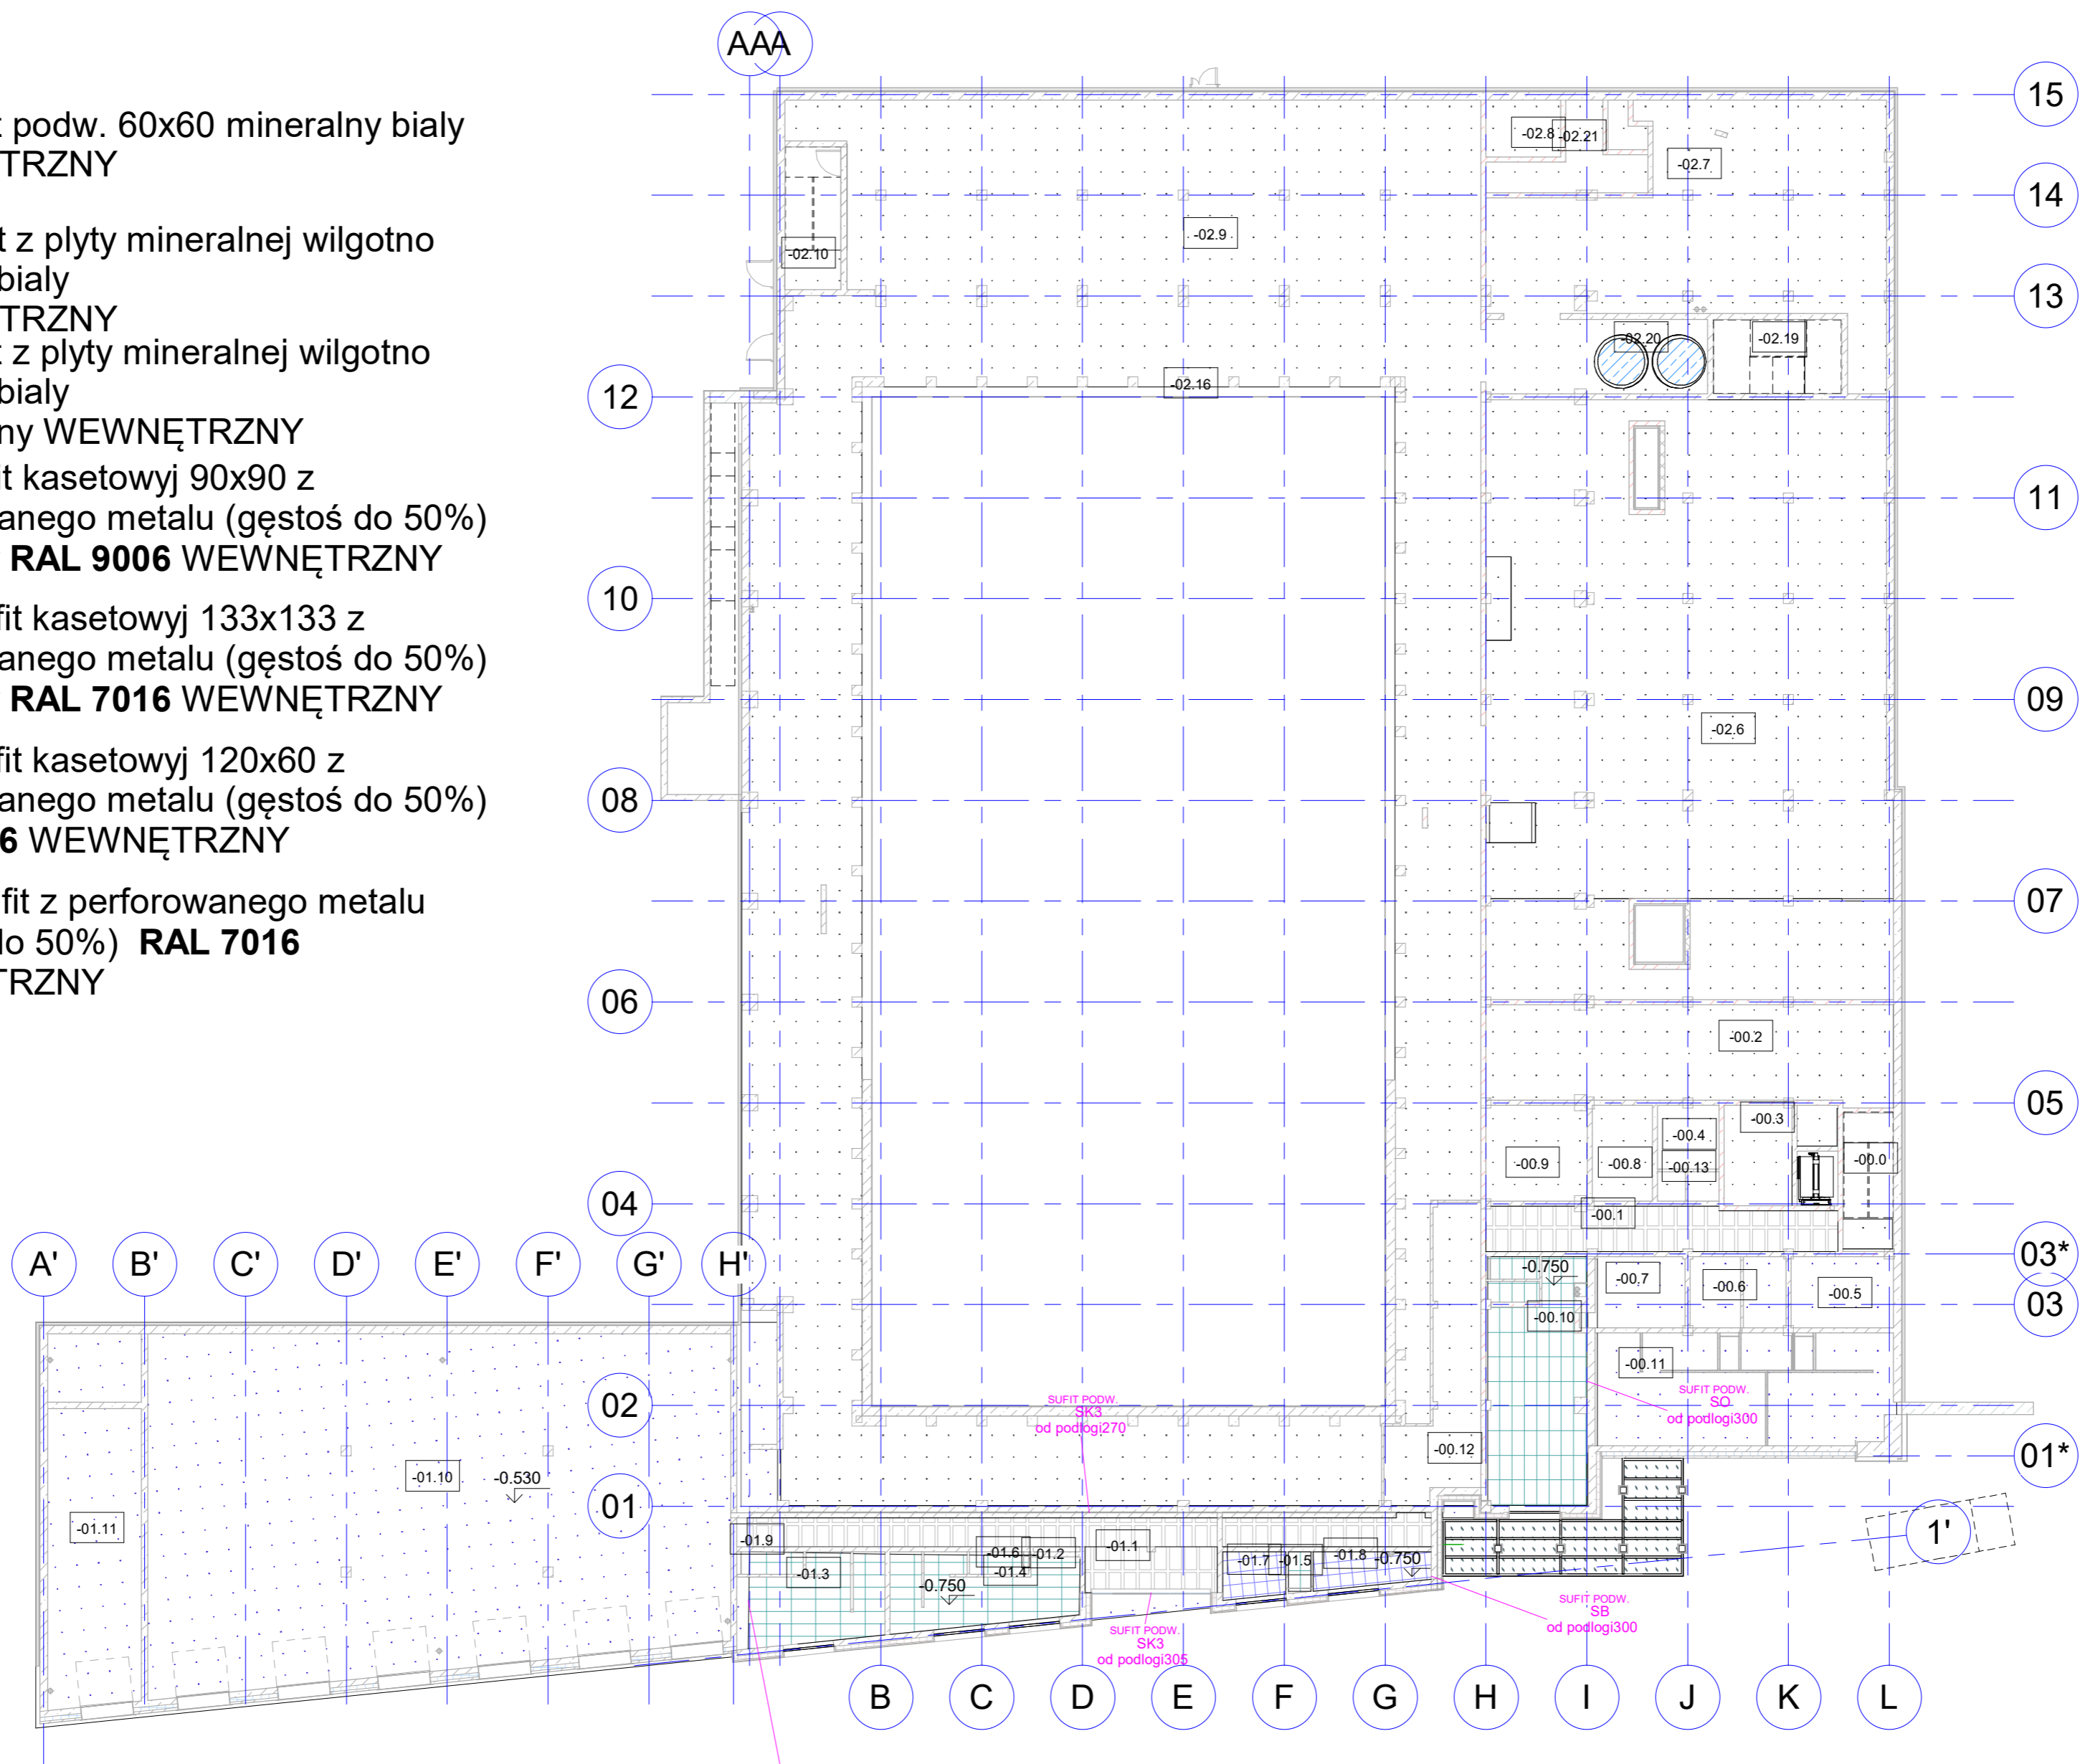 AA
A
podw. 60x60 mineralny bialy
TRZNY
z plyty mineralnej wilgotno
bialy
TRZNY
z plyty mineralnej wilgotno
bialy
ny WEWNĘTRZNY
it kasetowyj 90x90 z
anego metalu (gęstoś do 50%)
RAL 9006 WEWNĘTRZNY
fit kasetowyj 133x133 z
anego metalu (gęstoś do 50%)
RAL 7016 WEWNĘTRZNY
fit kasetowyj 120x60 z
anego metalu (gęstoś do 50%)
6 WEWNĘTRZNY
fit z perforowanego metalu
do 50%) RAL 7016
TRZNY
15
14
13
12
11
10
09
08
07
06
05
04
03*
03
02
01*
01
1'
-02.8
-02.21
-02.7
-02.9
-02.10
-02.20
-02.19
-02.16
-02.6
-00.2
-00.3
-00.4
-00.9
-00.8
-00.13
-00.0
-00.1
-0.750
-00.7
-00.6
-00.5
-00.10
-00.11
SUFIT PODW.
SO
od podlogi300
SUFIT PODW.
SK3
od podlogi270
-00.12
A'
B'
C'
D'
E'
F'
G'
H'
-01.10
-0.530
-01.11
-01.9
-01.6
-01.2
-01.1
-01.3
-01.4
-0.750
-01.7
-01.5
-01.8
-0.750
SUFIT PODW.
SB
od podlogi300
SUFIT PODW.
SK3
od podlogi305
B
C
D
E
F
G
H
I
J
K
L